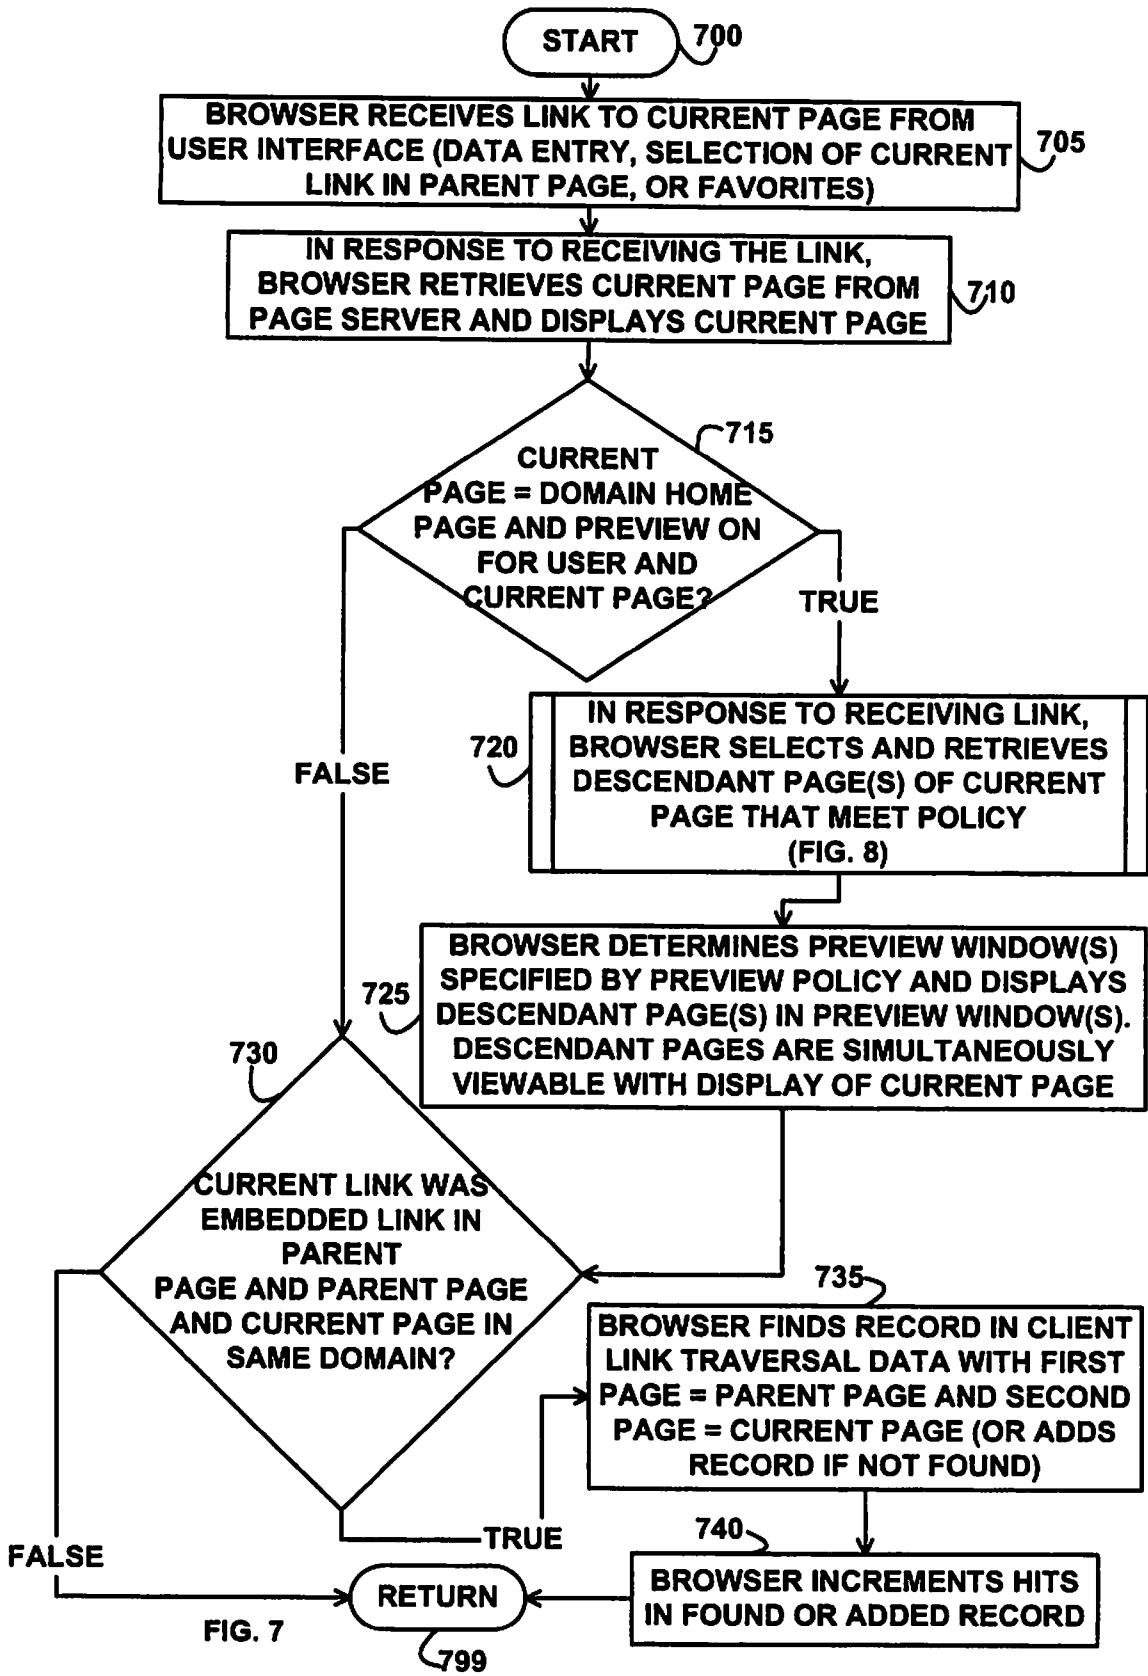 START
700
BROWSER RECEIVES LINK TO CURRENT PAGE FROM
USER INTERFACE (DATA ENTRY, SELECTION OF CURRENT
LINK IN PARENT PAGE, OR FAVORITES)
705
IN RESPONSE TO RECEIVING THE LINK,
BROWSER RETRIEVES CURRENT PAGE FROM
PAGE SERVER AND DISPLAYS CURRENT PAGE
710
715
CURRENT
PAGE = DOMAIN HOME
PAGE AND PREVIEW ON
FOR USER AND
CURRENT PAGE?
TRUE
FALSE
720
IN RESPONSE TO RECEIVING LINK,
BROWSER SELECTS AND RETRIEVES
DESCENDANT PAGE(S) OF CURRENT
PAGE THAT MEET POLICY
(FIG. 8)
725
BROWSER DETERMINES PREVIEW WINDOW(S)
SPECIFIED BY PREVIEW POLICY AND DISPLAYS
DESCENDANT PAGE(S) IN PREVIEW WINDOW(S).
DESCENDANT PAGES ARE SIMULTANEOUSLY
VIEWABLE WITH DISPLAY OF CURRENT PAGE
730
CURRENT LINK WAS
EMBEDDED LINK IN
PARENT
PAGE AND PARENT PAGE
AND CURRENT PAGE IN
SAME DOMAIN?
735
BROWSER FINDS RECORD IN CLIENT
LINK TRAVERSAL DATA WITH FIRST
PAGE = PARENT PAGE AND SECOND
PAGE = CURRENT PAGE (OR ADDS
RECORD IF NOT FOUND)
TRUE
FALSE
740
BROWSER INCREMENTS HITS
IN FOUND OR ADDED RECORD
RETURN
799
FIG. 7